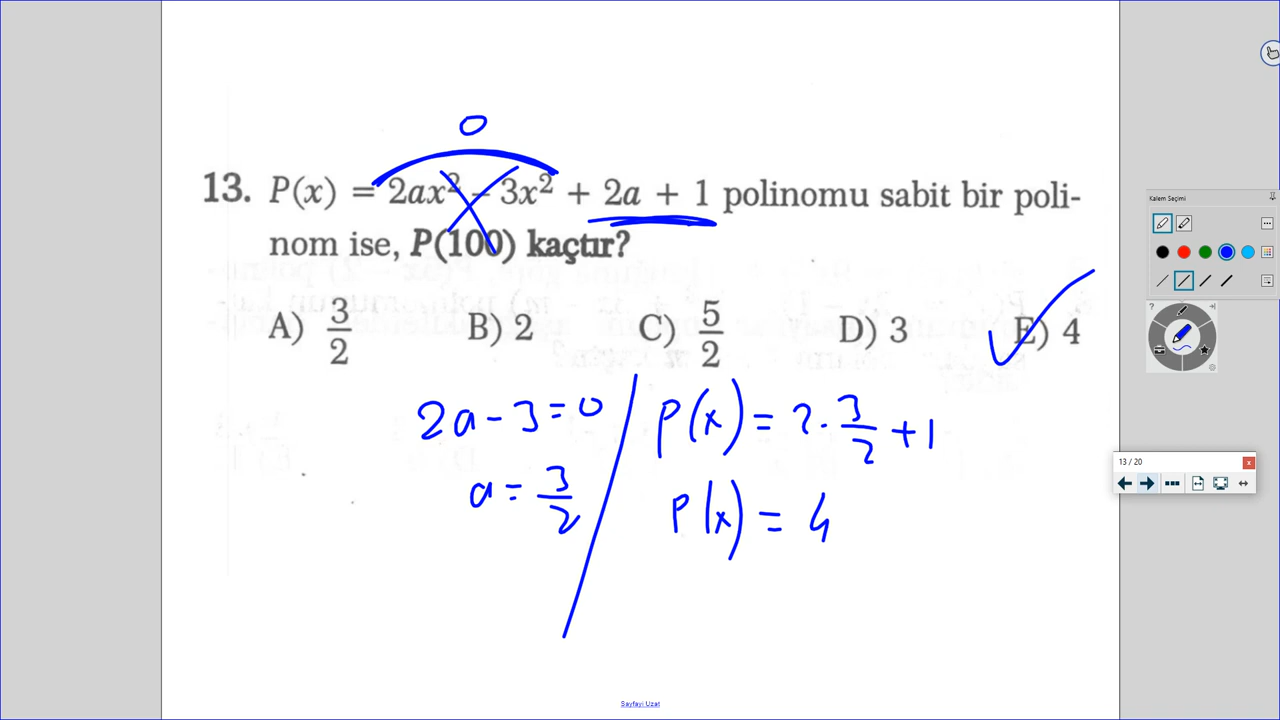 0
13. P(x) = 2ax² - 3x² + 2a + 1 polinomu sabit bir poli-
nom ise, P(100) kaçtır?
A) 3/2 B) 2 C) 5/2 D) 3 E) 4
2a - 3 = 0
a = 3/2
P(x) = 2 · 3/2 + 1
P(x) = 4
Kalem Seçimi
13 / 20
Sayfayı Uzat